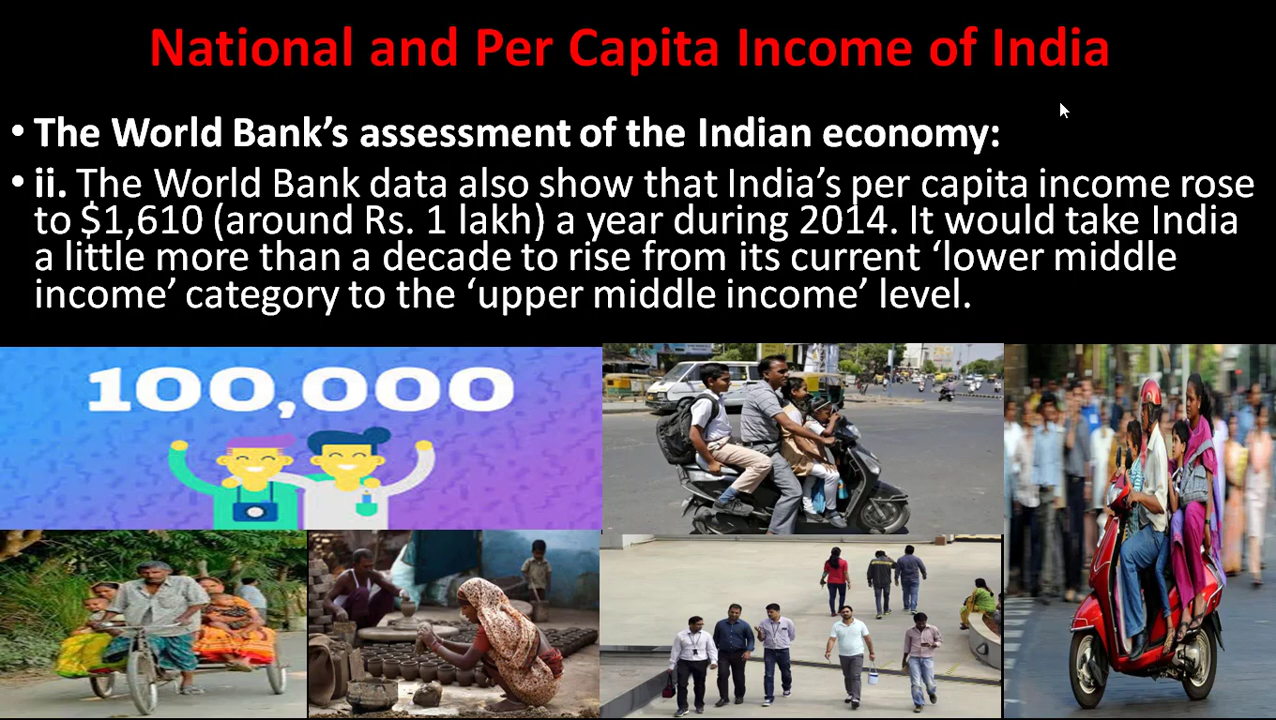 National and Per Capita Income of India
• The World Bank’s assessment of the Indian economy:
• ii. The World Bank data also show that India’s per capita income rose
to $1,610 (around Rs. 1 lakh) a year during 2014. It would take India
a little more than a decade to rise from its current ‘lower middle
income’ category to the ‘upper middle income’ level.
100,000